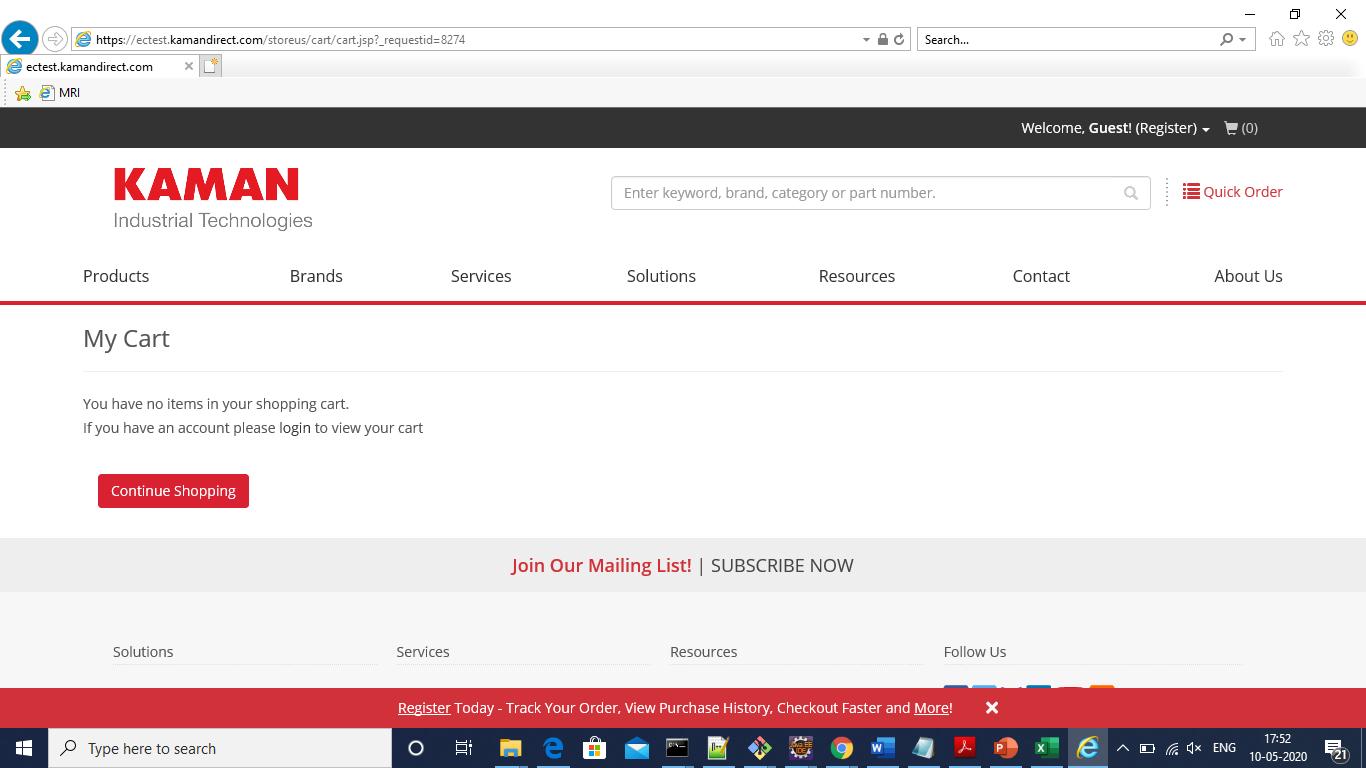 https://ectest.kamandirect.com/storeus/cart/cart.jsp?_requestid=8274
Search...
ectest.kamandirect.com
MRI
Welcome, Guest! (Register)
(0)
KAMAN
Industrial Technologies
Enter keyword, brand, category or part number.
Quick Order
Products Brands Services Solutions Resources Contact About Us
My Cart
You have no items in your shopping cart.
If you have an account please login to view your cart
Continue Shopping
Join Our Mailing List! | SUBSCRIBE NOW
Solutions Services Resources Follow Us
Register Today - Track Your Order, View Purchase History, Checkout Faster and More!
Type here to search
ENG
17:52
10-05-2020
21